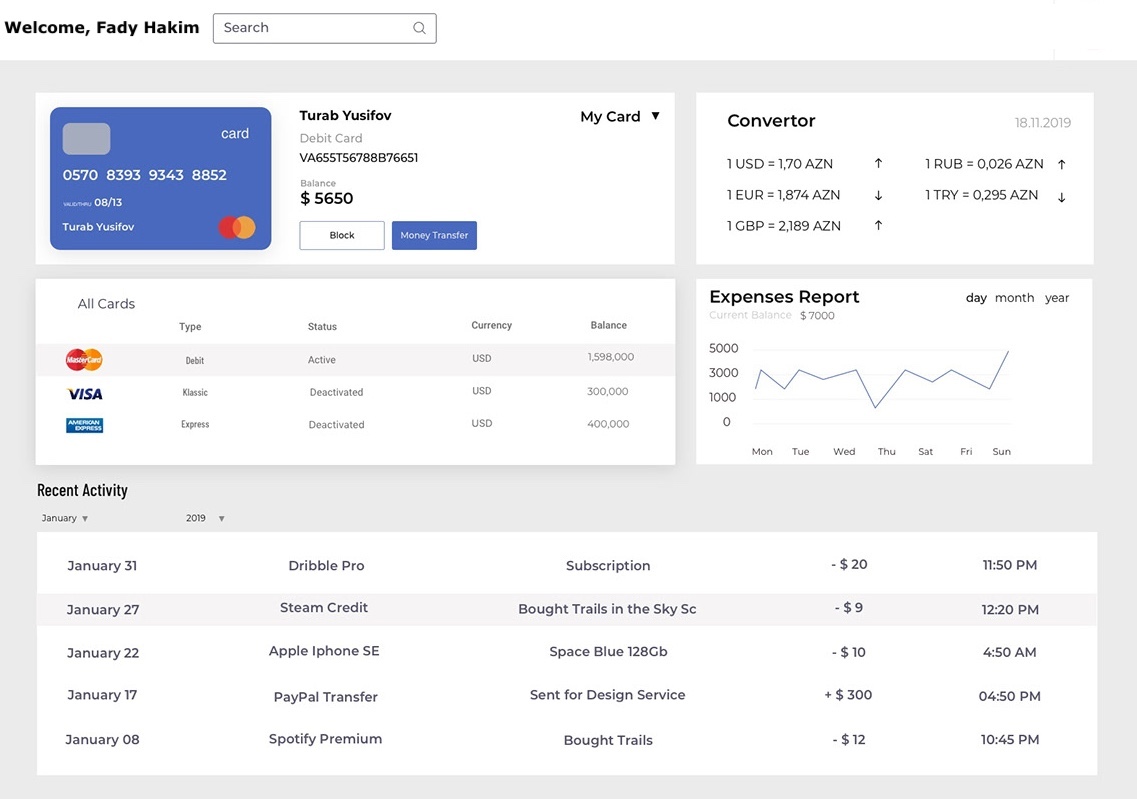 Welcome, Fady Hakim
Search
card
0570 8393 9343 8852
VALID/THRU 08/13
Turab Yusifov
Turab Yusifov
Debit Card
VA655T56788B76651
Balance
$ 5650
Block Money Transfer
My Card ▼
Convertor 18.11.2019
1 USD = 1,70 AZN ↑ 1 RUB = 0,026 AZN ↑
1 EUR = 1,874 AZN ↓ 1 TRY = 0,295 AZN ↓
1 GBP = 2,189 AZN ↑
All Cards
Type Status Currency Balance
MasterCard Debit Active USD 1,598,000
VISA Klassic Deactivated USD 300,000
AMERICAN EXPRESS Express Deactivated USD 400,000
Expenses Report day month year
Current Balance $ 7000
5000
3000
1000
0
Mon Tue Wed Thu Sat Fri Sun
Recent Activity
January ▼ 2019 ▼
January 31 Dribble Pro Subscription - $ 20 11:50 PM
January 27 Steam Credit Bought Trails in the Sky Sc - $ 9 12:20 PM
January 22 Apple Iphone SE Space Blue 128Gb - $ 10 4:50 AM
January 17 PayPal Transfer Sent for Design Service + $ 300 04:50 PM
January 08 Spotify Premium Bought Trails - $ 12 10:45 PM